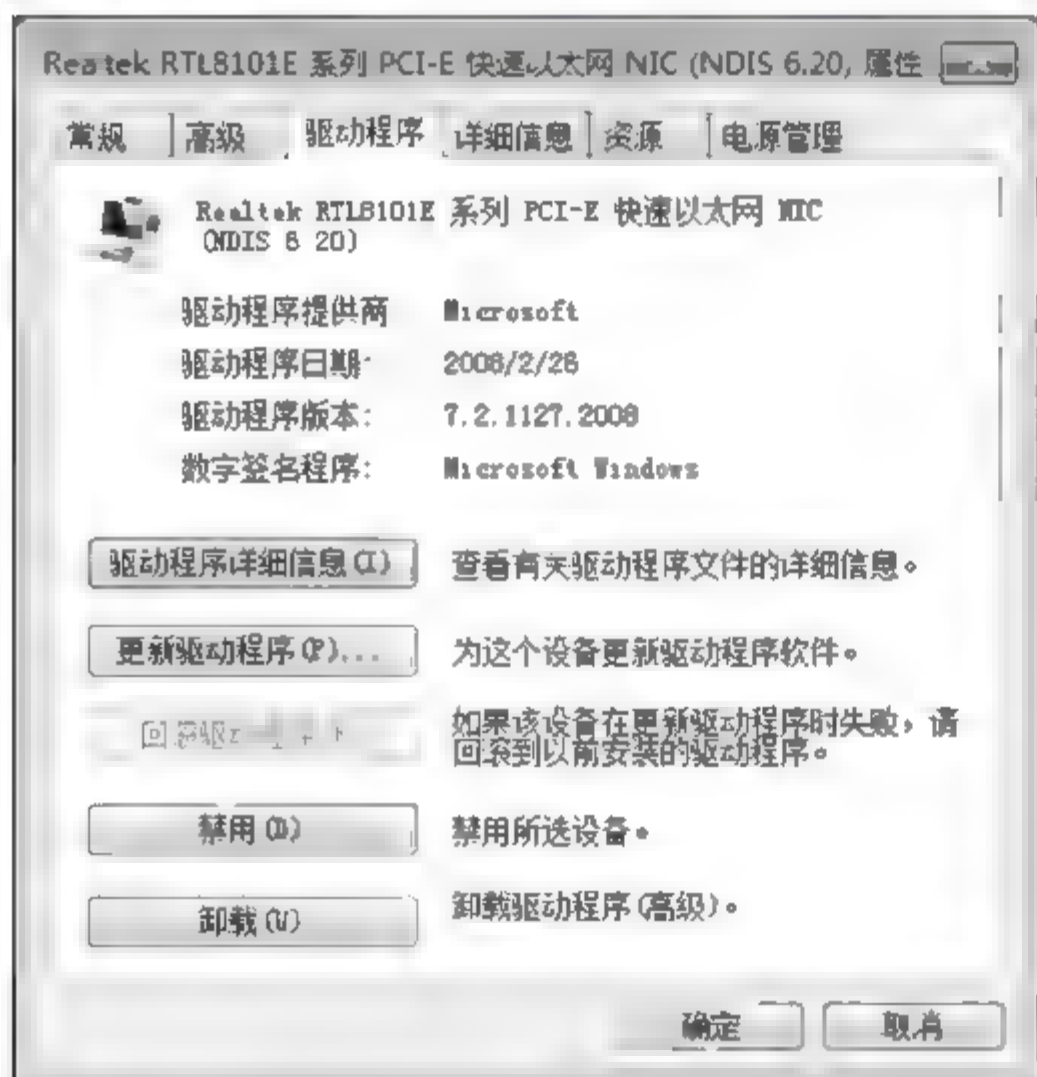 Realtek RTL8101E 系列 PCI-E 快速以太网 NIC (NDIS 6.20, 属性
常规 高级 驱动程序 详细信息 资源 电源管理
Realtek RTL8101E 系列 PCI-E 快速以太网 NIC
(NDIS 6 20)
驱动程序提供商 Microsoft
驱动程序日期: 2008/2/26
驱动程序版本: 7.2.1127.2008
数字签名程序: Microsoft Windows
驱动程序详细信息(I) 查看有关驱动程序文件的详细信息。
更新驱动程序(P)... 为这个设备更新驱动程序软件。
回滚驱 如果该设备在更新驱动程序时失败,请
回滚到以前安装的驱动程序。
禁用(D) 禁用所选设备。
卸载(U) 卸载驱动程序(高级)。
确定 取消